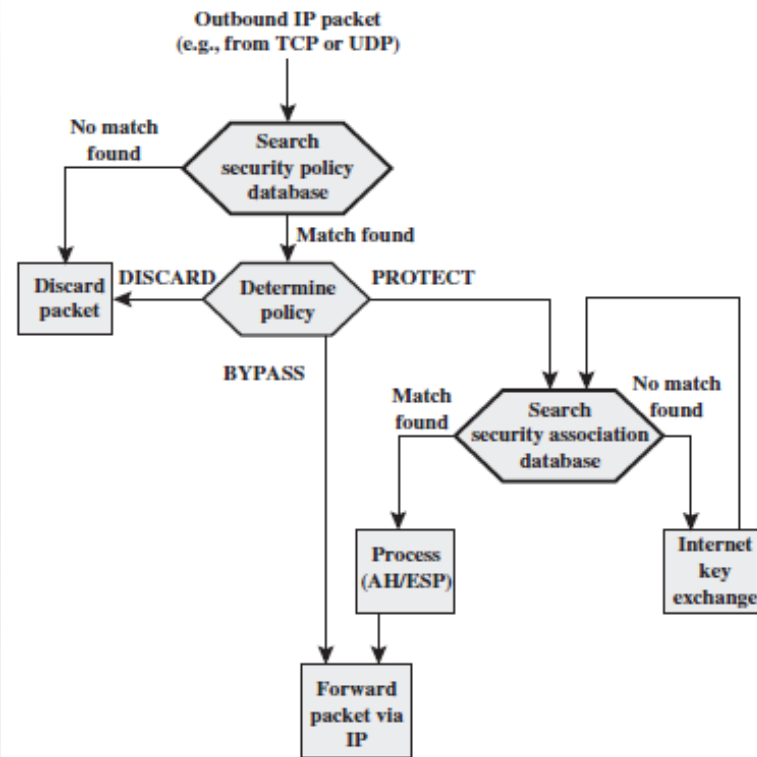 Outbound IP packet
(e.g., from TCP or UDP)
No match
found
Search
security policy
database
Match found
Discard
packet
DISCARD
Determine
policy
PROTECT
BYPASS
Match
found
Search
security association
database
No match
found
Process
(AH/ESP)
Internet
key
exchange
Forward
packet via
IP